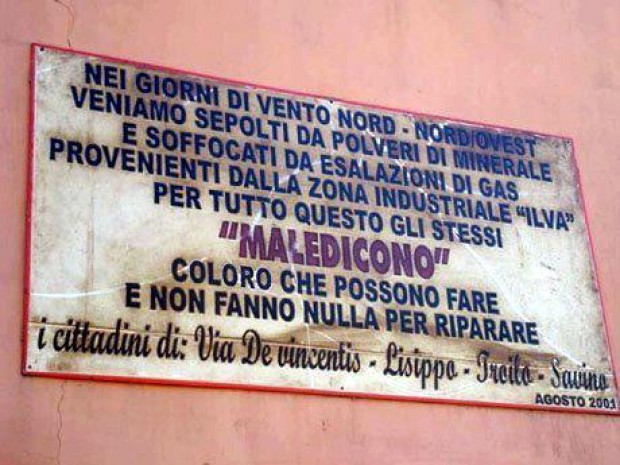 NEI GIORNI DI VENTO NORD - NORD/OVEST
VENIAMO SEPOLTI DA POLVERI DI MINERALE
E SOFFOCATI DA ESALAZIONI DI GAS
PROVENIENTI DALLA ZONA INDUSTRIALE "ILVA"
PER TUTTO QUESTO GLI STESSI
"MALEDICONO"
COLORO CHE POSSONO FARE
E NON FANNO NULLA PER RIPARARE
i cittadini di: Via De vincentis - Lisippo - Troilo - Savino
AGOSTO 2001